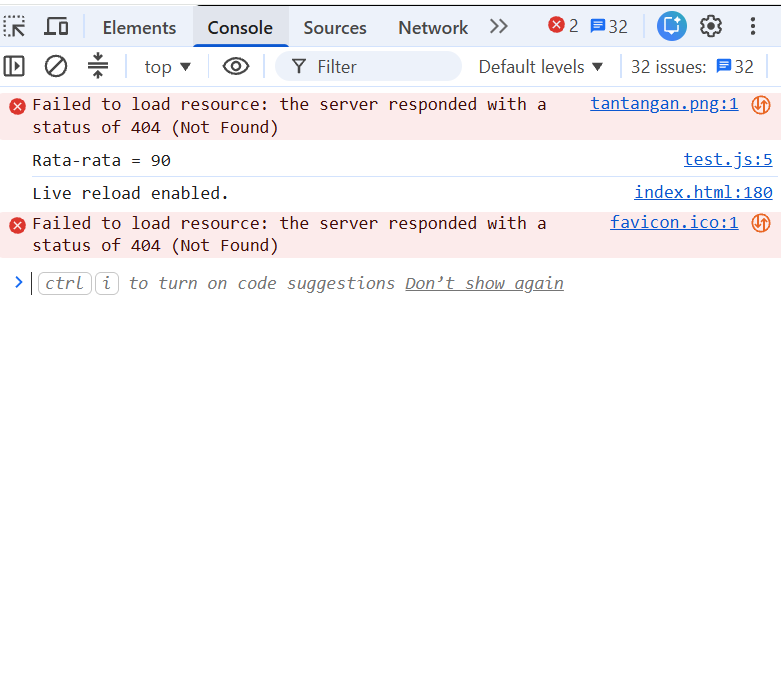 Elements Console Sources Network 2 32
top Filter Default levels 32 issues: 32
Failed to load resource: the server responded with a tantangan.png:1
status of 404 (Not Found)
Rata-rata = 90 test.js:5
Live reload enabled. index.html:180
Failed to load resource: the server responded with a favicon.ico:1
status of 404 (Not Found)
ctrl i to turn on code suggestions Don’t show again